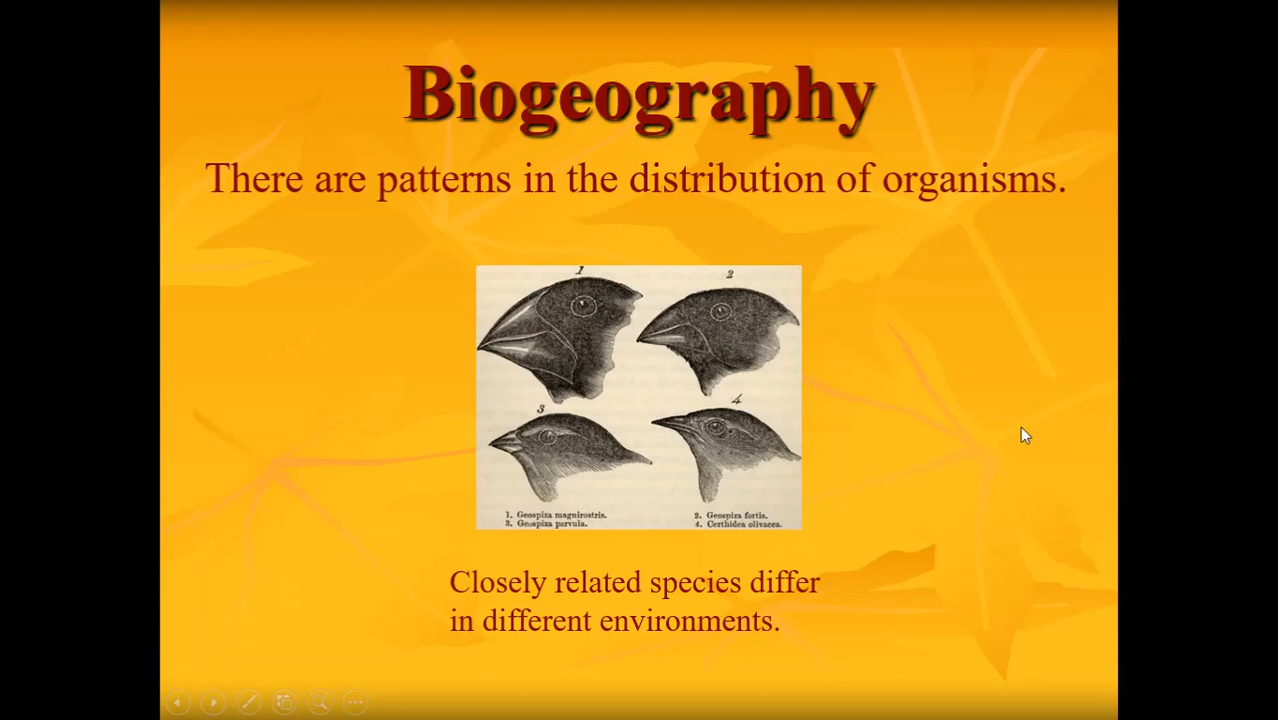 Biogeography
There are patterns in the distribution of organisms.
1
2
3
4
1. Geospiza magnirostris.
2. Geospiza fortis.
3. Geospiza parvula.
4. Certhidea olivacea.
Closely related species differ
in different environments.